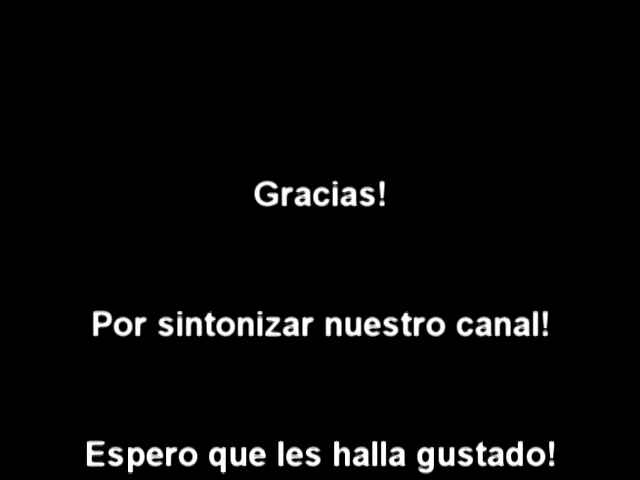 Gracias!
Por sintonizar nuestro canal!
Espero que les halla gustado!